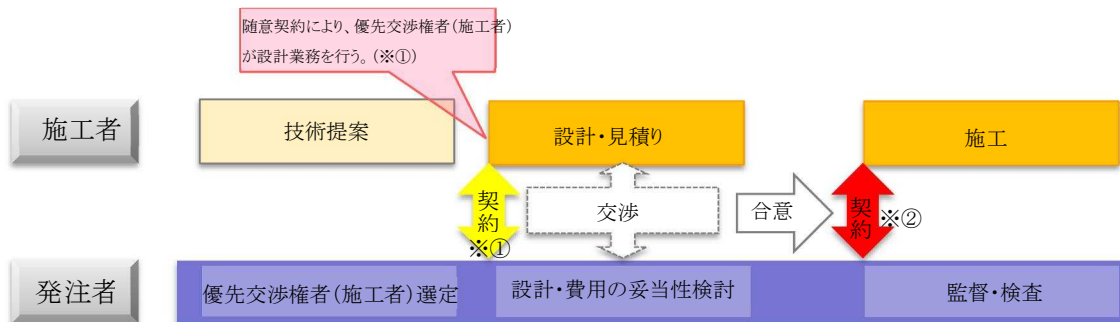 随意契約により、優先交渉権者(施工者)
が設計業務を行う。(※①)
施工者
技術提案
設計・見積り
施工
契約
※①
交渉
合意
契約
※②
発注者
優先交渉権者(施工者)選定
設計・費用の妥当性検討
監督・検査